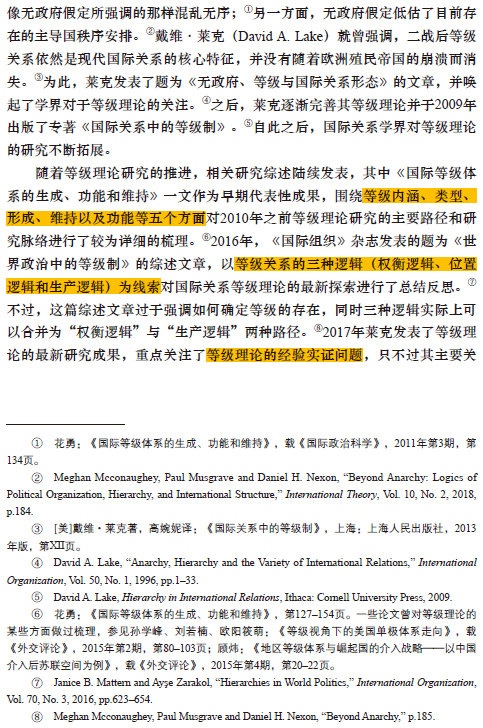 像无政府假定所强调的那样混乱无序；①另一方面，无政府假定低估了目前存
在的主导国秩序安排。②戴维·莱克（David A. Lake）就曾强调，二战后等级
关系依然是现代国际关系的核心特征，并没有随着欧洲殖民帝国的崩溃而消
失。③为此，莱克发表了题为《无政府、等级与国际关系形态》的文章，并唤
起了学界对于等级理论的关注。④之后，莱克逐渐完善其等级理论并于2009年
出版了专著《国际关系中的等级制》。⑤自此之后，国际关系学界对等级理论
的研究不断拓展。
随着等级理论研究的推进，相关研究综述陆续发表，其中《国际等级体
系的生成、功能和维持》一文作为早期代表性成果，围绕等级内涵、类型、
形成、维持以及功能等五个方面对2010年之前等级理论研究的主要路径和研
究脉络进行了较为详细的梳理。⑥2016年，《国际组织》杂志发表的题为《世
界政治中的等级制》的综述文章，以等级关系的三种逻辑（权衡逻辑、位置
逻辑和生产逻辑）为线索对国际关系等级理论的最新探索进行了总结反思。⑦
不过，这篇综述文章过于强调如何确定等级的存在，同时三种逻辑实际上可
以合并为“权衡逻辑”与“生产逻辑”两种路径。⑧2017年莱克发表了等级理
论的最新研究成果，重点关注了等级理论的经验实证问题，只不过其主要关
① 花勇：《国际等级体系的生成、功能和维持》，载《国际政治科学》，2011年第3期，第
134页。
② Meghan Mcconaughey, Paul Musgrave and Daniel H. Nexon, “Beyond Anarchy: Logics of
Political Organization, Hierarchy, and International Structure,” International Theory, Vol. 10, No. 2, 2018,
p.184.
③ [美]戴维·莱克著，高婉妮译：《国际关系中的等级制》，上海：上海人民出版社，2013
年版，第XII页。
④ David A. Lake, “Anarchy, Hierarchy and the Variety of International Relations,” International
Organization, Vol. 50, No. 1, 1996, pp.1–33.
⑤ David A. Lake, Hierarchy in International Relations, Ithaca: Cornell University Press, 2009.
⑥ 花勇：《国际等级体系的生成、功能和维持》，第127–154页。一些论文曾对等级理论的
某些方面做过梳理，参见孙学峰、刘若楠、欧阳筱萌：《等级视角下的美国单极体系走向》，载
《外交评论》，2015年第2期，第80–103页；顾炜：《地区等级体系与崛起国的介入战略——以中国
介入后苏联空间为例》，载《外交评论》，2015年第4期，第20–22页。
⑦ Janice B. Mattern and Ayşe Zarakol, “Hierarchies in World Politics,” International Organization,
Vol. 70, No. 3, 2016, pp.623–654.
⑧ Meghan Mcconaughey, Paul Musgrave and Daniel H. Nexon, “Beyond Anarchy,” p.185.